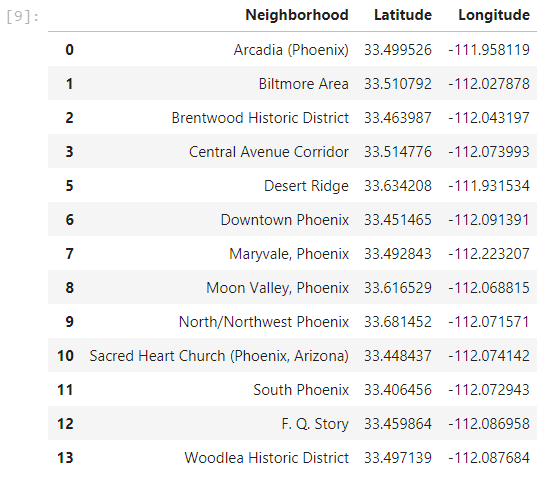 [9]:
Neighborhood Latitude Longitude
0 Arcadia (Phoenix) 33.499526 -111.958119
1 Biltmore Area 33.510792 -112.027878
2 Brentwood Historic District 33.463987 -112.043197
3 Central Avenue Corridor 33.514776 -112.073993
5 Desert Ridge 33.634208 -111.931534
6 Downtown Phoenix 33.451465 -112.091391
7 Maryvale, Phoenix 33.492843 -112.223207
8 Moon Valley, Phoenix 33.616529 -112.068815
9 North/Northwest Phoenix 33.681452 -112.071571
10 Sacred Heart Church (Phoenix, Arizona) 33.448437 -112.074142
11 South Phoenix 33.406456 -112.072943
12 F. Q. Story 33.459864 -112.086958
13 Woodlea Historic District 33.497139 -112.087684